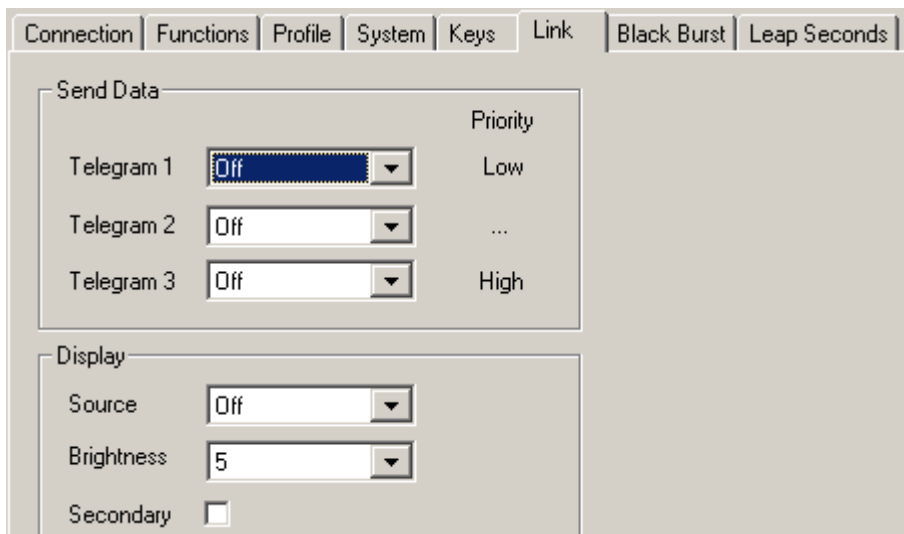 Connection Functions Profile System Keys Link Black Burst Leap Seconds
Send Data
Priority
Telegram 1 Off Low
Telegram 2 Off ...
Telegram 3 Off High
Display
Source Off
Brightness 5
Secondary